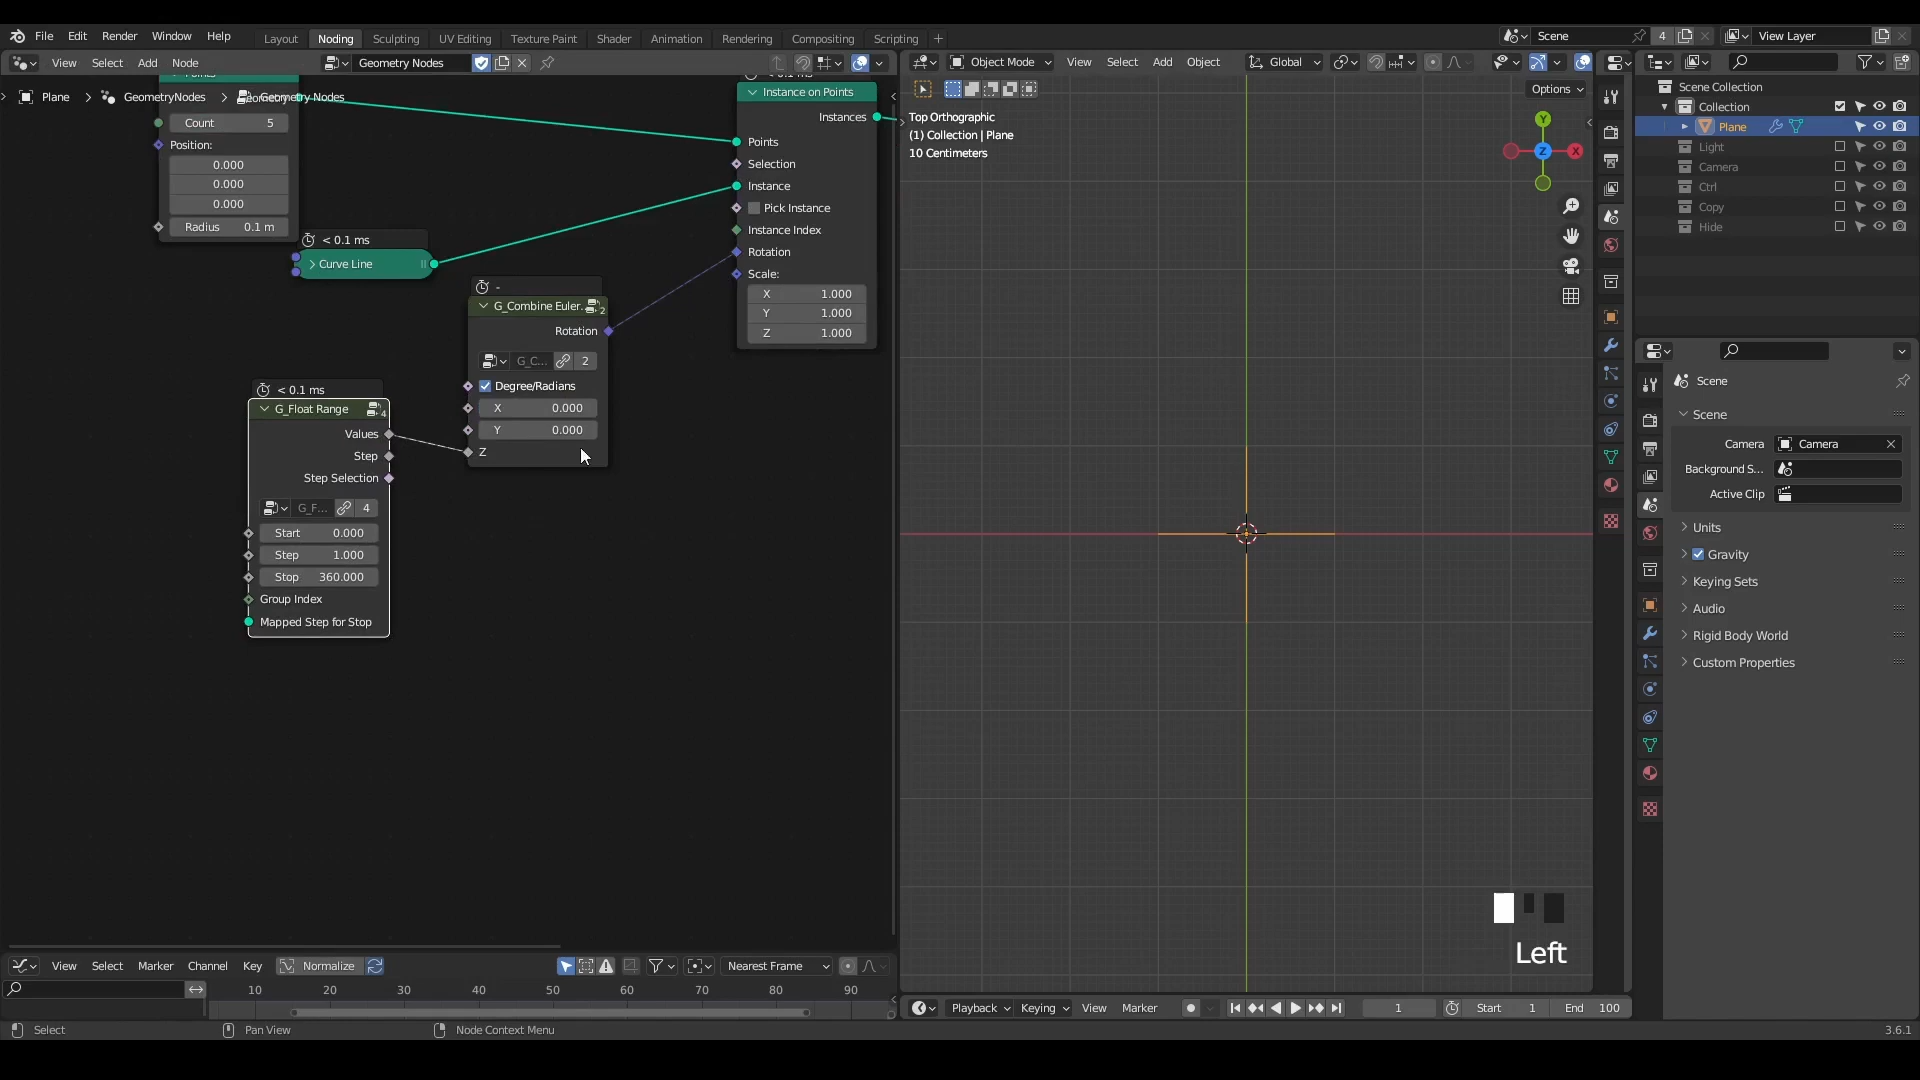 File Edit Render Window Help Layout Noding Sculpting UV Editing Texture Paint Shader Animation Rendering Compositing Scripting +
Scene 4 View Layer
View Select Add Node Geometry Nodes
Object Mode View Select Add Object Global
Plane > GeometryNodes > Geometry Nodes
Count 5
Position:
0.000
0.000
0.000
Radius 0.1 m
< 0.1 ms
Curve Line
-
G_Combine Euler. 2
Rotation
G_C... 2
Degree/Radians
X 0.000
Y 0.000
Z
< 0.1 ms
G_Float Range 4
Values
Step
Step Selection
G_F... 4
Start 0.000
Step 1.000
Stop 360.000
Group Index
Mapped Step for Stop
Instance on Points
Instances
Points
Selection
Instance
Pick Instance
Instance Index
Rotation
Scale:
X 1.000
Y 1.000
Z 1.000
Options
Top Orthographic
(1) Collection | Plane
10 Centimeters
Y
Z
X
Left
Scene Collection
Collection
Plane
Light
Camera
Ctrl
Copy
Hide
Scene
Scene
Camera Camera
Background S...
Active Clip
Units
Gravity
Keying Sets
Audio
Rigid Body World
Custom Properties
View Select Marker Channel Key Normalize Nearest Frame
10 20 30 40 50 60 70 80 90
Playback Keying View Marker 1 Start 1 End 100
Select Pan View Node Context Menu
3.6.1